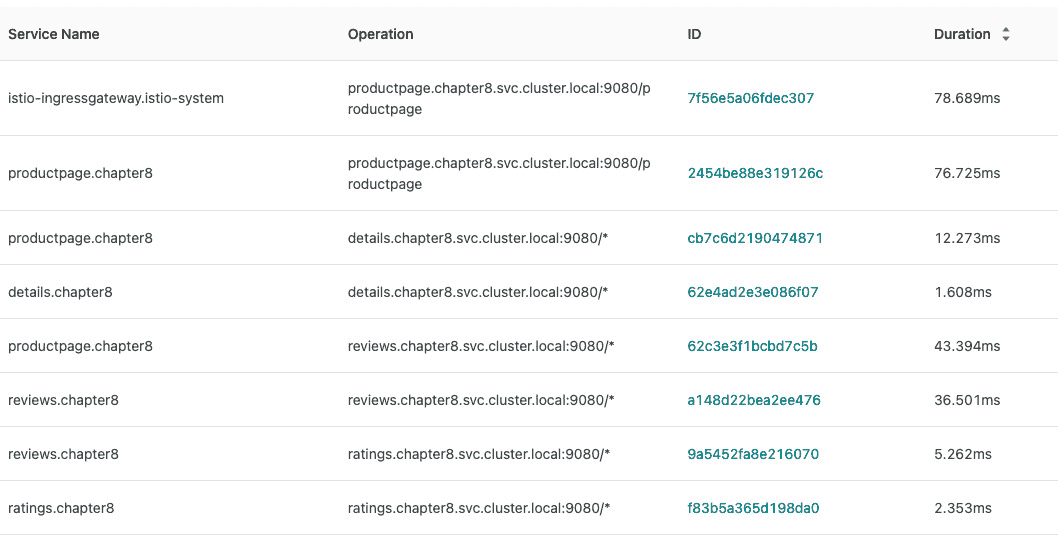 Service Name Operation ID Duration
istio-ingressgateway.istio-system productpage.chapter8.svc.cluster.local:9080/p
roductpage 7f56e5a06fdec307 78.689ms
productpage.chapter8 productpage.chapter8.svc.cluster.local:9080/p
roductpage 2454be88e319126c 76.725ms
productpage.chapter8 details.chapter8.svc.cluster.local:9080/* cb7c6d2190474871 12.273ms
details.chapter8 details.chapter8.svc.cluster.local:9080/* 62e4ad2e3e086f07 1.608ms
productpage.chapter8 reviews.chapter8.svc.cluster.local:9080/* 62c3e3f1bcbd7c5b 43.394ms
reviews.chapter8 reviews.chapter8.svc.cluster.local:9080/* a148d22bea2ee476 36.501ms
reviews.chapter8 ratings.chapter8.svc.cluster.local:9080/* 9a5452fa8e216070 5.262ms
ratings.chapter8 ratings.chapter8.svc.cluster.local:9080/* f83b5a365d198da0 2.353ms